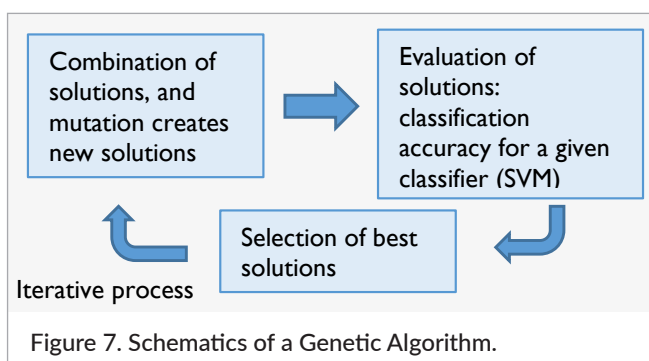 Combination of
solutions, and
mutation creates
new solutions
Evaluation of
solutions:
classification
accuracy for a given
classifier (SVM)
Selection of best
solutions
Iterative process
Figure 7. Schematics of a Genetic Algorithm.